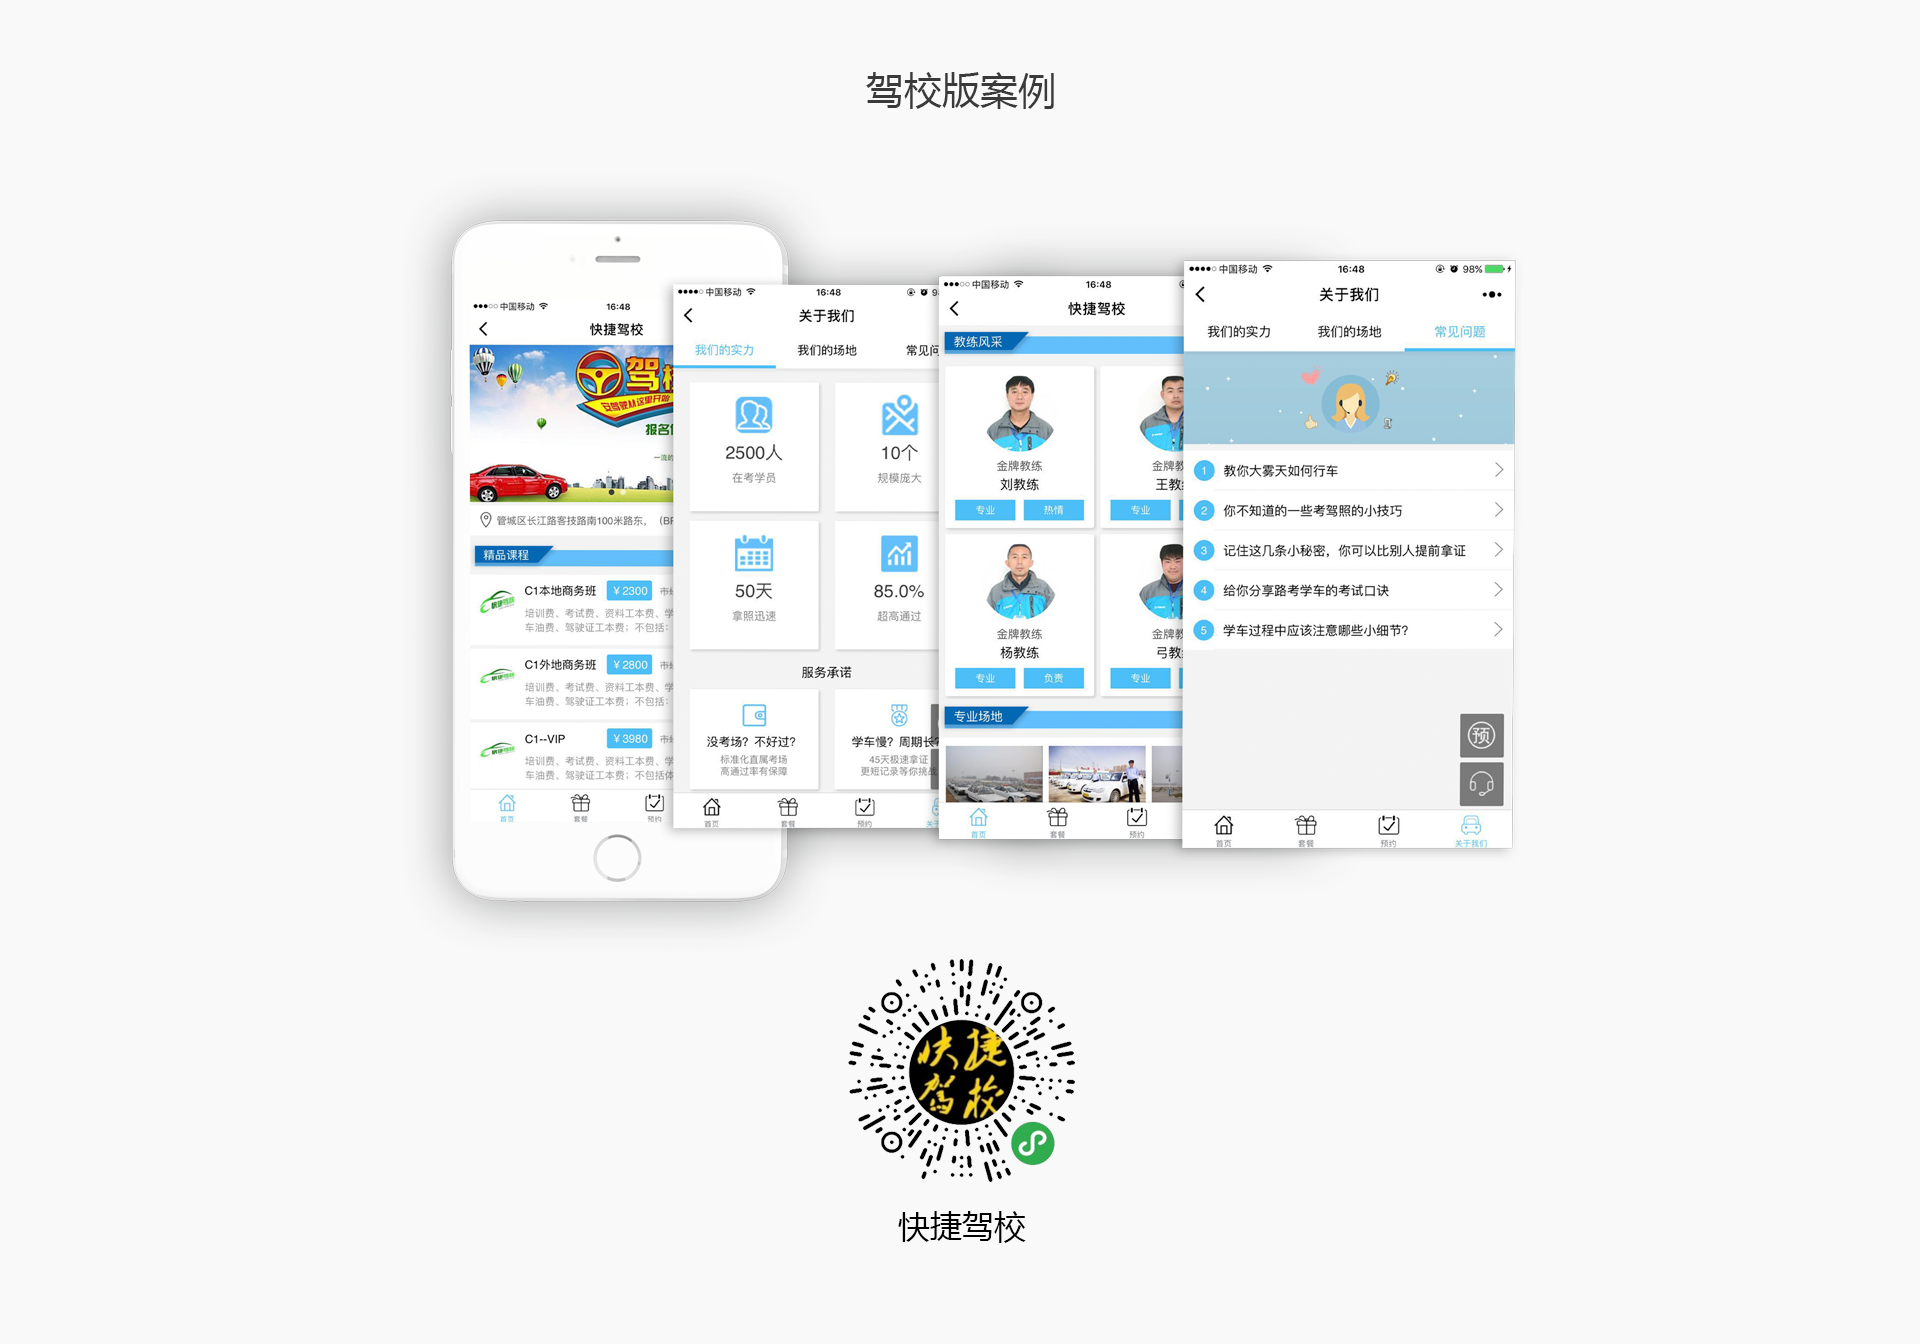 驾校版案例
中国移动
16:48
快捷驾校
驾校
安驾驶从这里开始
报名
一流的
管城区长江路客技路南100米路东，
精品课程
C1本地商务班 ¥2300
培训费、考试费、资料工本费、学
车油费、驾驶证工本费；不包括：
C1外地商务班 ¥2800
培训费、考试费、资料工本费、学
车油费、驾驶证工本费；不包括：
C1--VIP ¥3980
培训费、考试费、资料工本费、学
车油费、驾驶证工本费；不包括体
首页 套餐 预约
中国移动 16:48
关于我们
我们的实力 我们的场地 常见问
2500人 10个
在考学员 规模庞大
50天 85.0%
拿照迅速 超高通过
服务承诺
没考场？不好过？ 学车慢？周期长？
标准化直属考场 45天极速拿证
高通过率有保障 更短记录等你挑战
首页 套餐 预约
中国移动 16:48
快捷驾校
教练风采
金牌教练 金牌教
刘教练 王教
专业 热情 专业
金牌教练 金牌教
杨教练 弓教
专业 负责 专业
专业场地
首页 套餐 预约
中国移动 16:48 98%
关于我们
我们的实力 我们的场地 常见问题
1 教你大雾天如何行车
2 你不知道的一些考驾照的小技巧
3 记住这几条小秘密，你可以比别人提前拿证
4 给你分享路考学车的考试口诀
5 学车过程中应该注意哪些小细节?
预
首页 套餐 预约 关于我们
快捷
驾校
快捷驾校